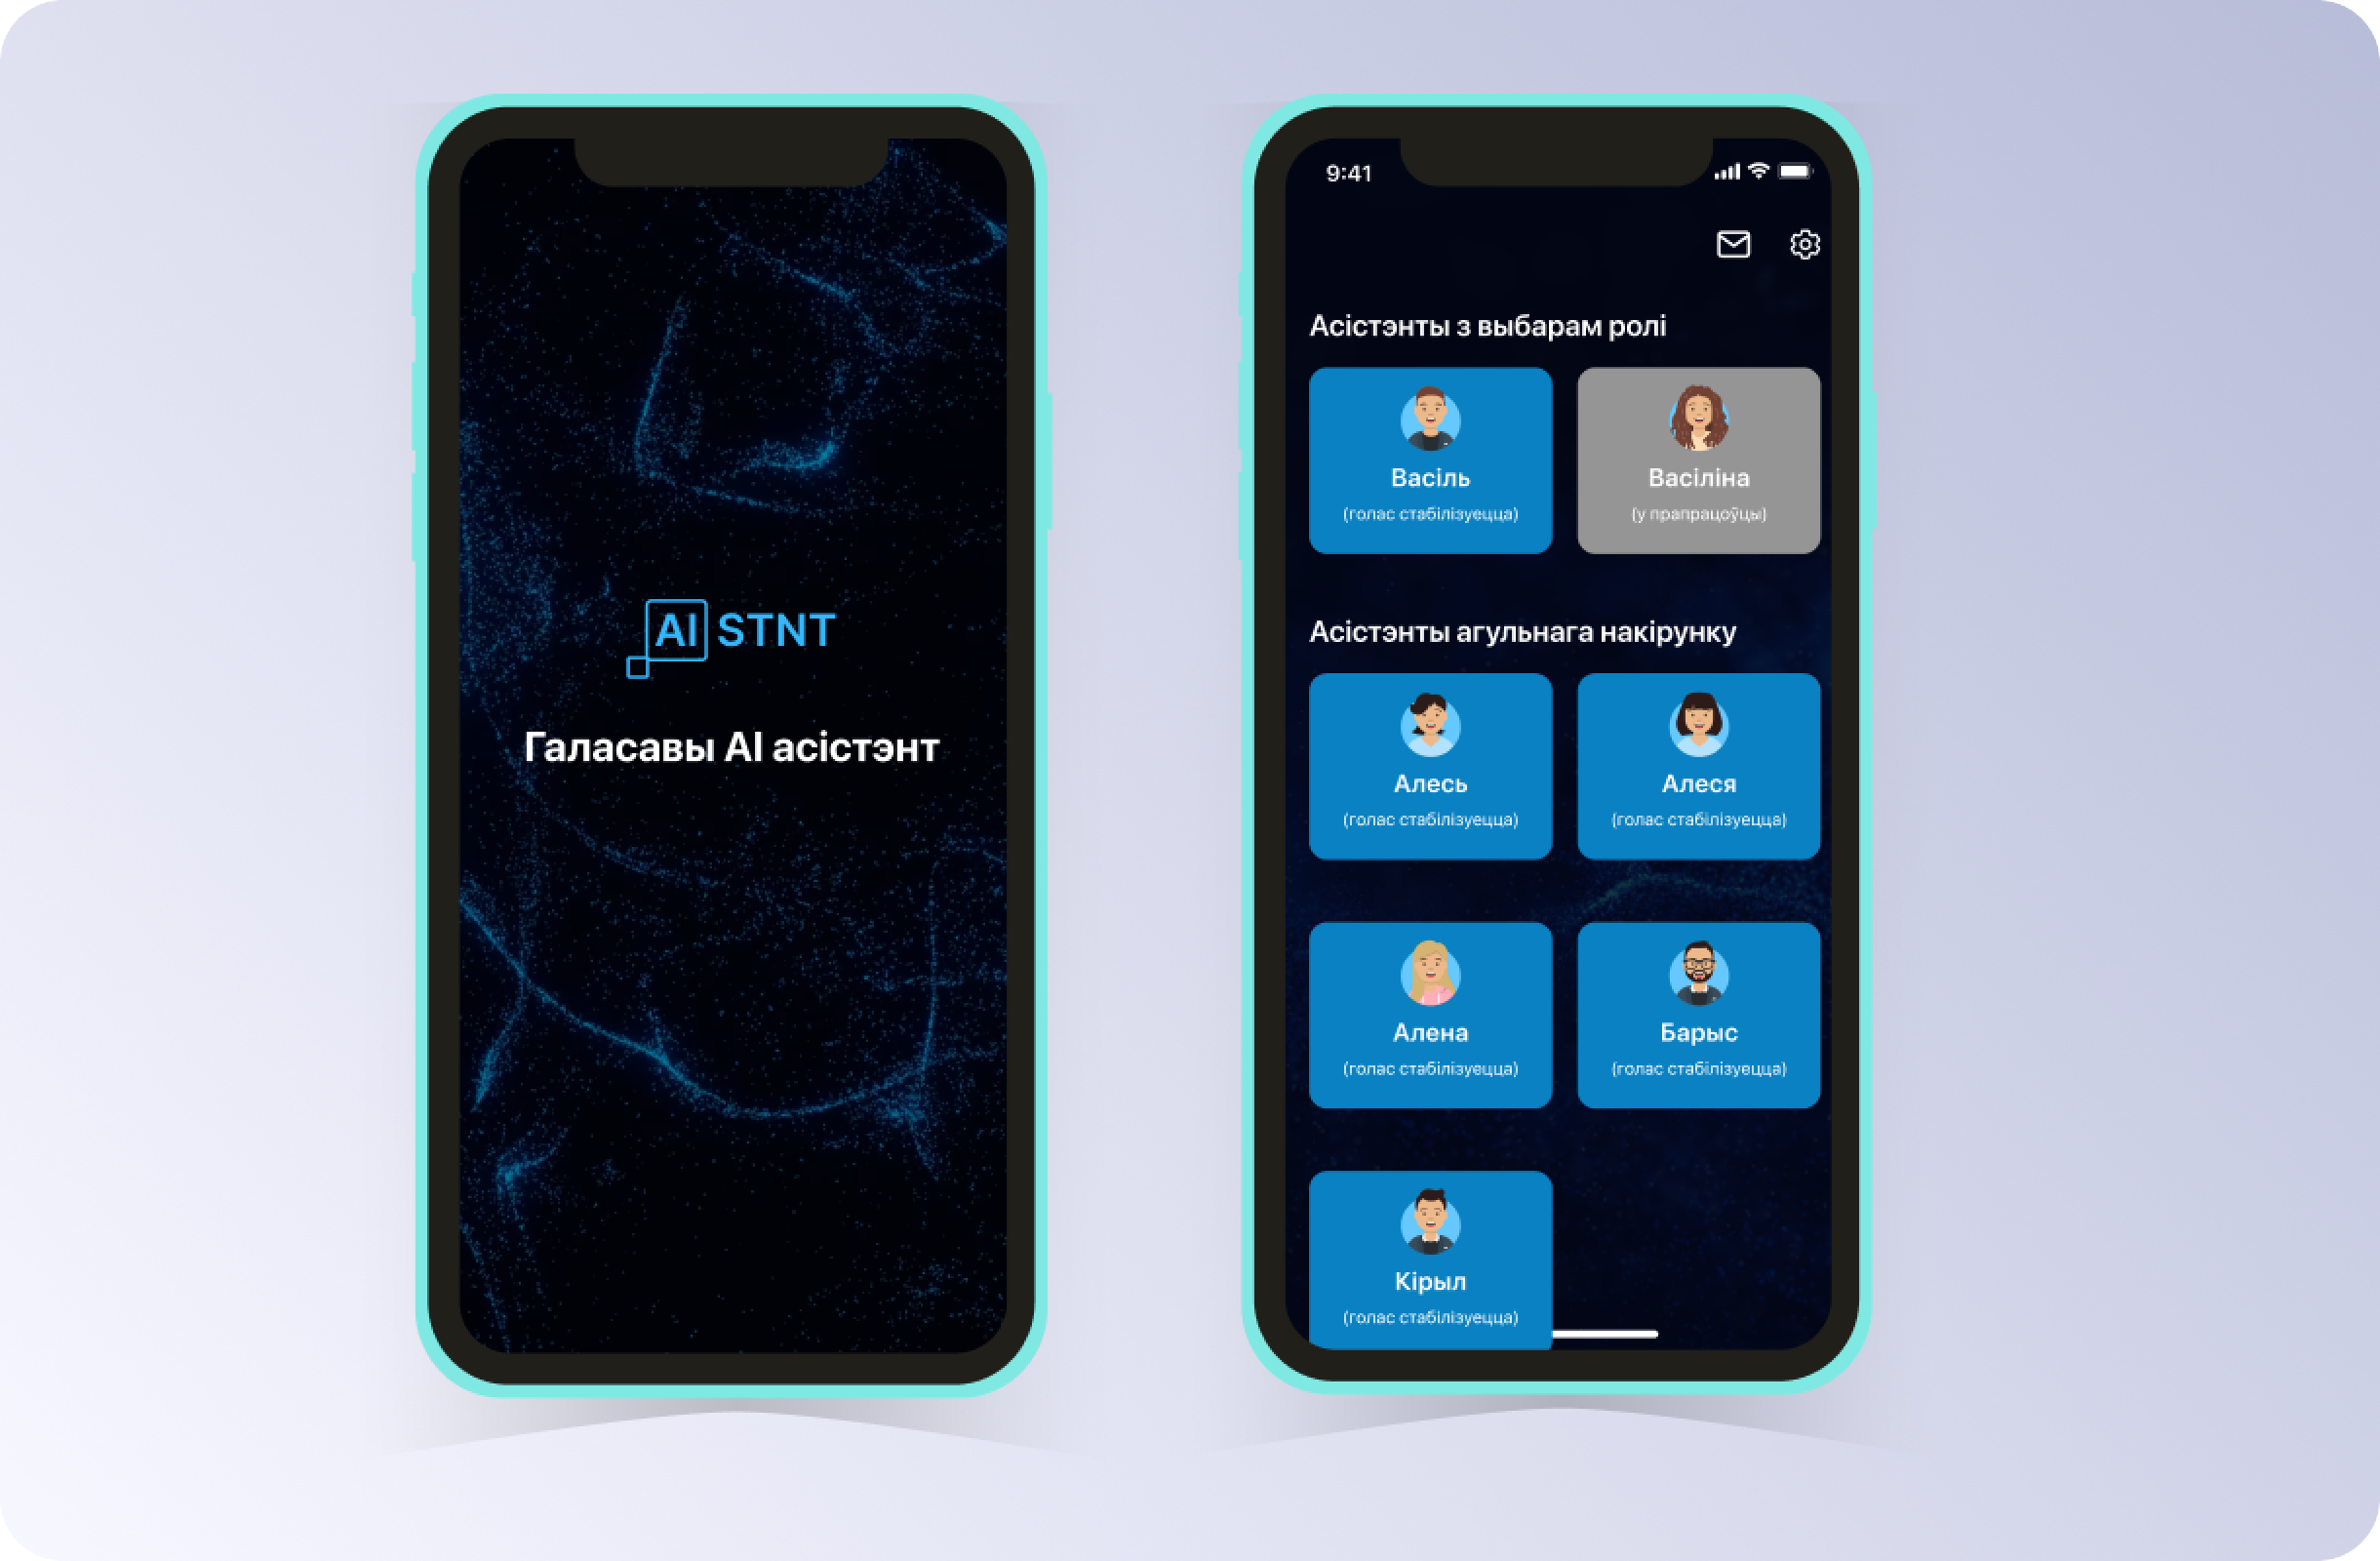 AI STNT
Галасавы AI асістэнт
9:41
Асістэнты з выбарам ролі
Васіль
(голас стабілізуецца)
Васіліна
(у прапрацоўцы)
Асістэнты агульнага накірунку
Алесь
(голас стабілізуецца)
Алеся
(голас стабілізуецца)
Алена
(голас стабілізуецца)
Барыс
(голас стабілізуецца)
Кірыл
(голас стабілізуецца)